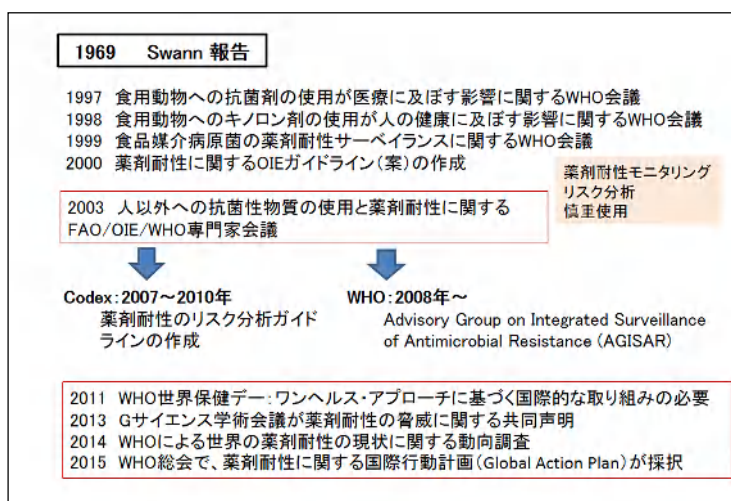 1969 Swann 報告
1997 食用動物への抗菌剤の使用が医療に及ぼす影響に関するWHO会議
1998 食用動物へのキノロン剤の使用が人の健康に及ぼす影響に関するWHO会議
1999 食品媒介病原菌の薬剤耐性サーベイランスに関するWHO会議
2000 薬剤耐性に関するOIEガイドライン(案)の作成
薬剤耐性モニタリング
リスク分析
慎重使用
2003 人以外への抗菌性物質の使用と薬剤耐性に関する
FAO/OIE/WHO専門家会議
Codex:2007~2010年
薬剤耐性のリスク分析ガイド
ラインの作成
WHO:2008年~
Advisory Group on Integrated Surveillance
of Antimicrobial Resistance (AGISAR)
2011 WHO世界保健デー:ワンヘルス・アプローチに基づく国際的な取り組みの必要
2013 Gサイエンス学術会議が薬剤耐性の脅威に関する共同声明
2014 WHOによる世界の薬剤耐性の現状に関する動向調査
2015 WHO総会で、薬剤耐性に関する国際行動計画(Global Action Plan)が採択